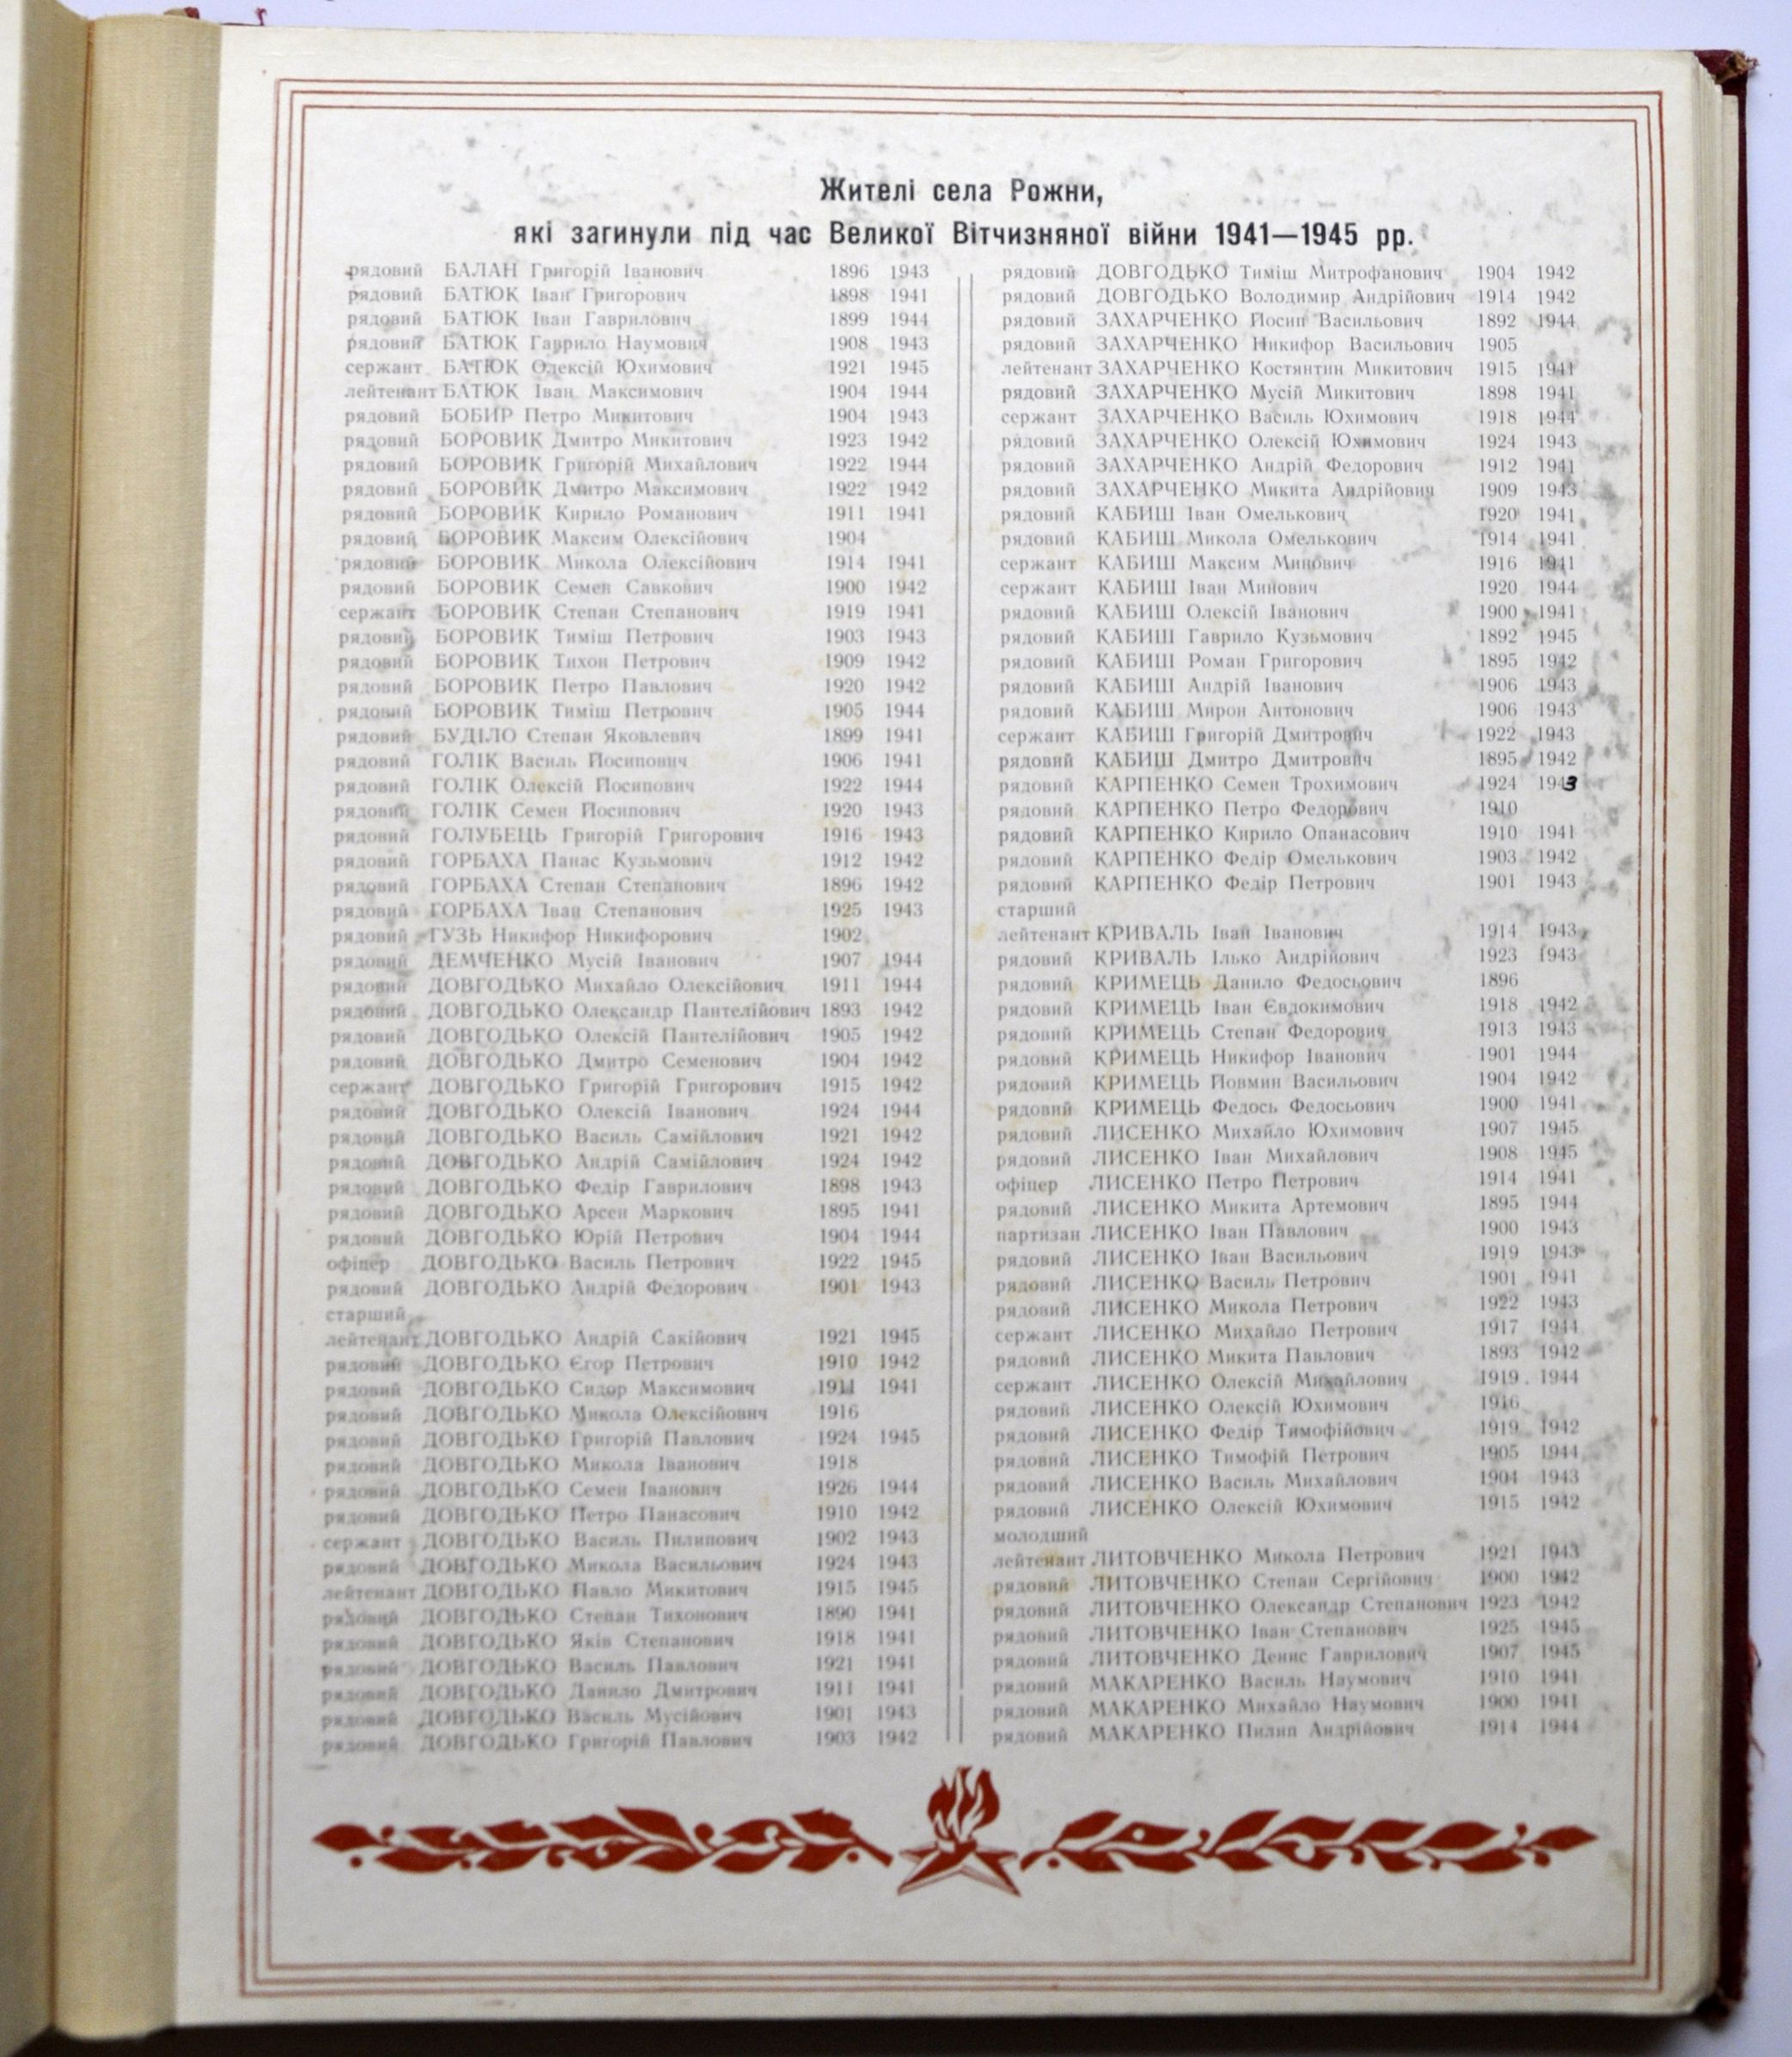 Жителі села Рожни,
які загинули під час Великої Вітчизняної війни 1941—1945 рр.
рядовий БАЛАН Григорій Іванович 1896 1943
рядовий БАТЮК Іван Григорович 1898 1941
рядовий БАТЮК Іван Гаврилович 1899 1944
рядовий БАТЮК Гаврило Наумович 1908 1943
сержант БАТЮК Олексій Юхимович 1921 1945
лейтенант БАТЮК Іван Максимович 1904 1944
рядовий БОБИР Петро Микитович 1904 1943
рядовий БОРОВИК Дмитро Микитович 1923 1942
рядовий БОРОВИК Григорій Михайлович 1922 1944
рядовий БОРОВИК Дмитро Максимович 1922 1942
рядовий БОРОВИК Кирило Романович 1911 1941
рядовий БОРОВИК Максим Олексійович 1904
рядовий БОРОВИК Микола Олексійович 1914 1941
рядовий БОРОВИК Семен Савкович 1900 1942
сержант БОРОВИК Степан Степанович 1919 1941
рядовий БОРОВИК Тиміш Петрович 1903 1943
рядовий БОРОВИК Тихон Петрович 1909 1942
рядовий БОРОВИК Петро Павлович 1920 1942
рядовий БОРОВИК Тиміш Петрович 1905 1944
рядовий БУДІЛО Степан Яковлевич 1899 1941
рядовий ГОЛІК Василь Йосипович 1906 1941
рядовий ГОЛІК Олексій Йосипович 1922 1944
рядовий ГОЛІК Семен Йосипович 1920 1943
рядовий ГОЛУБЕЦЬ Григорій Григорович 1916 1943
рядовий ГОРБАХА Панас Кузьмович 1912 1942
рядовий ГОРБАХА Степан Степанович 1896 1942
рядовий ГОРБАХА Іван Степанович 1925 1943
рядовий ГУЗЬ Никифор Никифорович 1902
рядовий ДЕМЧЕНКО Мусій Іванович 1907 1944
рядовий ДОВГОДЬКО Михайло Олексійович 1911 1944
рядовий ДОВГОДЬКО Олександр Пантелійович 1893 1942
рядовий ДОВГОДЬКО Олексій Пантелійович 1905 1942
рядовий ДОВГОДЬКО Дмитро Семенович 1904 1942
сержант ДОВГОДЬКО Григорій Григорович 1915 1942
рядовий ДОВГОДЬКО Олексій Іванович 1924 1944
рядовий ДОВГОДЬКО Василь Самійлович 1921 1942
рядовий ДОВГОДЬКО Андрій Самійлович 1924 1942
рядовий ДОВГОДЬКО Федір Гаврилович 1898 1943
рядовий ДОВГОДЬКО Арсен Маркович 1895 1941
рядовий ДОВГОДЬКО Юрій Петрович 1904 1944
офіцер ДОВГОДЬКО Василь Петрович 1922 1945
рядовий ДОВГОДЬКО Андрій Федорович 1901 1943
старший
лейтенант ДОВГОДЬКО Андрій Сакійович 1921 1945
рядовий ДОВГОДЬКО Єгор Петрович 1910 1942
рядовий ДОВГОДЬКО Сидор Максимович 1911 1941
рядовий ДОВГОДЬКО Микола Олексійович 1916
рядовий ДОВГОДЬКО Григорій Павлович 1924 1945
рядовий ДОВГОДЬКО Микола Іванович 1918
рядовий ДОВГОДЬКО Семен Іванович 1926 1944
рядовий ДОВГОДЬКО Петро Панасович 1910 1942
сержант ДОВГОДЬКО Василь Пилипович 1902 1943
рядовий ДОВГОДЬКО Микола Васильович 1924 1943
лейтенант ДОВГОДЬКО Павло Микитович 1915 1945
рядовий ДОВГОДЬКО Степан Тихонович 1890 1941
рядовий ДОВГОДЬКО Яків Степанович 1918 1941
рядовий ДОВГОДЬКО Василь Павлович 1921 1941
рядовий ДОВГОДЬКО Данило Дмитрович 1911 1941
рядовий ДОВГОДЬКО Василь Мусійович 1901 1943
рядовий ДОВГОДЬКО Григорій Павлович 1903 1942
рядовий ДОВГОДЬКО Тиміш Митрофанович 1904 1942
рядовий ДОВГОДЬКО Володимир Андрійович 1914 1942
рядовий ЗАХАРЧЕНКО Йосип Васильович 1892 1944
рядовий ЗАХАРЧЕНКО Никифор Васильович 1905
лейтенант ЗАХАРЧЕНКО Костянтин Микитович 1915 1941
рядовий ЗАХАРЧЕНКО Мусій Микитович 1898 1941
сержант ЗАХАРЧЕНКО Василь Юхимович 1918 1944
рядовий ЗАХАРЧЕНКО Олексій Юхимович 1924 1943
рядовий ЗАХАРЧЕНКО Андрій Федорович 1912 1941
рядовий ЗАХАРЧЕНКО Микита Андрійович 1909 1943
рядовий КАБИШ Іван Омелькович 1920 1941
рядовий КАБИШ Микола Омелькович 1914 1941
сержант КАБИШ Максим Минович 1916 1941
сержант КАБИШ Іван Минович 1920 1944
рядовий КАБИШ Олексій Іванович 1900 1941
рядовий КАБИШ Гаврило Кузьмович 1892 1945
рядовий КАБИШ Роман Григорович 1895 1942
рядовий КАБИШ Андрій Іванович 1906 1943
рядовий КАБИШ Мирон Антонович 1906 1943
сержант КАБИШ Григорій Дмитрович 1922 1943
рядовий КАБИШ Дмитро Дмитрович 1895 1942
рядовий КАРПЕНКО Семен Трохимович 1924 1943
рядовий КАРПЕНКО Петро Федорович 1910
рядовий КАРПЕНКО Кирило Опанасович 1910 1941
рядовий КАРПЕНКО Федір Омелькович 1903 1942
рядовий КАРПЕНКО Федір Петрович 1901 1943
старший
лейтенант КРИВАЛЬ Іван Іванович 1914 1943
рядовий КРИВАЛЬ Ілько Андрійович 1923 1943
рядовий КРИМЕЦЬ Данило Федосьович 1896
рядовий КРИМЕЦЬ Іван Євдокимович 1918 1942
рядовий КРИМЕЦЬ Степан Федорович 1913 1943
рядовий КРИМЕЦЬ Никифор Іванович 1901 1944
рядовий КРИМЕЦЬ Йовмин Васильович 1904 1942
рядовий КРИМЕЦЬ Федось Федосьович 1900 1941
рядовий ЛИСЕНКО Михайло Юхимович 1907 1945
рядовий ЛИСЕНКО Іван Михайлович 1908 1945
офіцер ЛИСЕНКО Петро Петрович 1914 1941
рядовий ЛИСЕНКО Микита Артемович 1895 1944
партизан ЛИСЕНКО Іван Павлович 1900 1943
рядовий ЛИСЕНКО Іван Васильович 1919 1943
рядовий ЛИСЕНКО Василь Петрович 1901 1941
рядовий ЛИСЕНКО Микола Петрович 1922 1943
сержант ЛИСЕНКО Михайло Петрович 1917 1944
рядовий ЛИСЕНКО Микита Павлович 1893 1942
сержант ЛИСЕНКО Олексій Михайлович 1919 1944
рядовий ЛИСЕНКО Олексій Юхимович 1916
рядовий ЛИСЕНКО Федір Тимофійович 1919 1942
рядовий ЛИСЕНКО Тимофій Петрович 1905 1944
рядовий ЛИСЕНКО Василь Михайлович 1904 1943
рядовий ЛИСЕНКО Олексій Юхимович 1915 1942
молодший
лейтенант ЛИТОВЧЕНКО Микола Петрович 1921 1943
рядовий ЛИТОВЧЕНКО Степан Сергійович 1900 1942
рядовий ЛИТОВЧЕНКО Олександр Степанович 1923 1942
рядовий ЛИТОВЧЕНКО Іван Степанович 1925 1945
рядовий ЛИТОВЧЕНКО Денис Гаврилович 1907 1945
рядовий МАКАРЕНКО Василь Наумович 1910 1941
рядовий МАКАРЕНКО Михайло Наумович 1900 1941
рядовий МАКАРЕНКО Пилип Андрійович 1914 1944